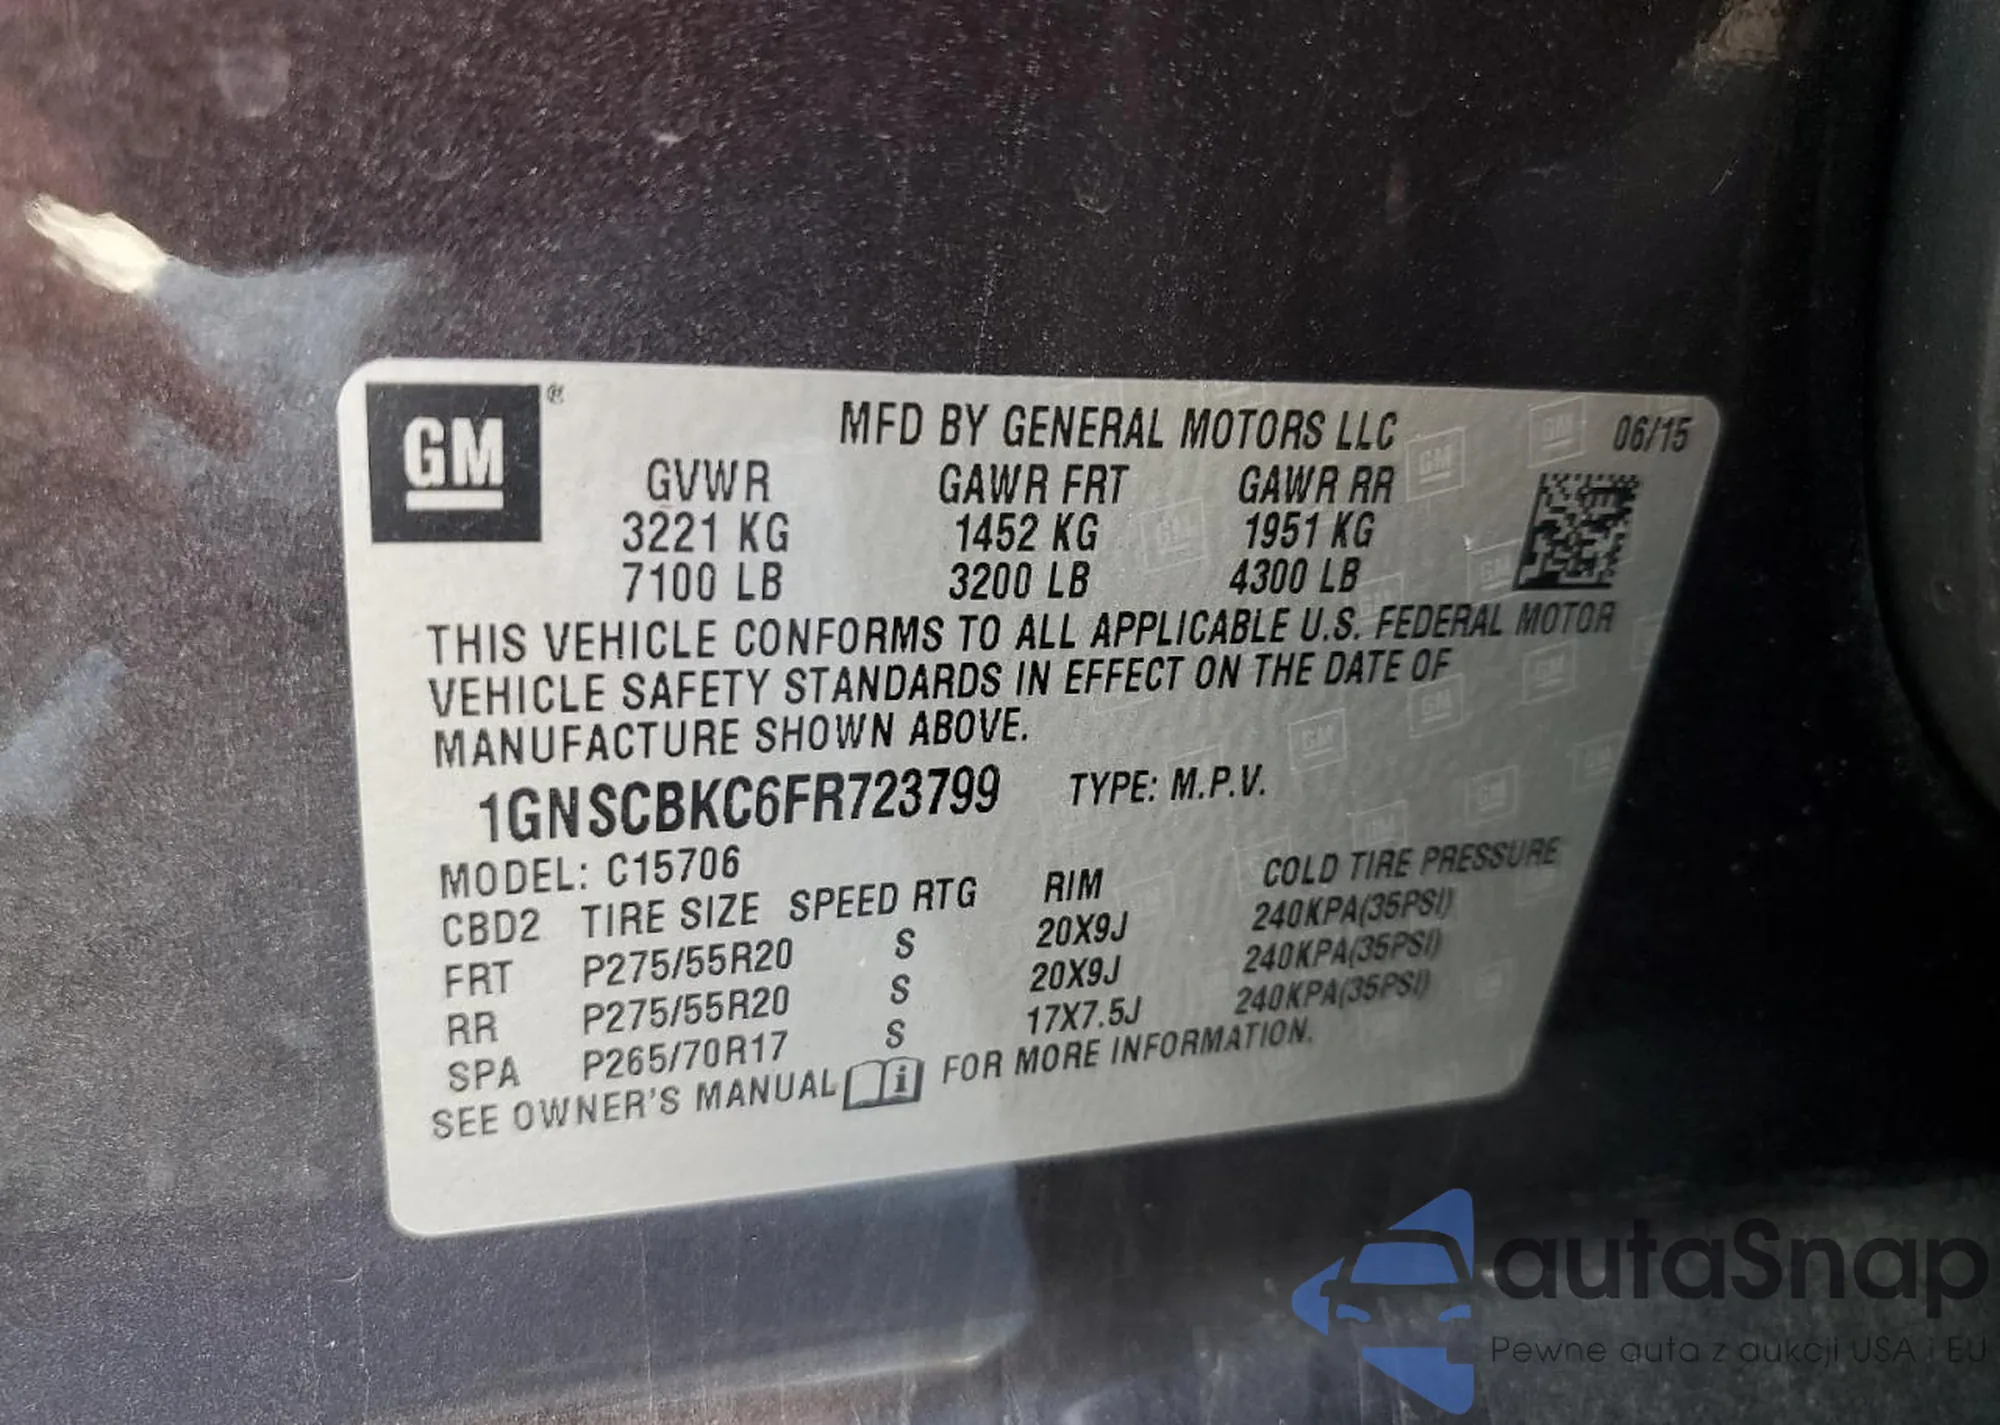 GM ®
MFD BY GENERAL MOTORS LLC 06/15
GVWR GAWR FRT GAWR RR
3221 KG 1452 KG 1951 KG
7100 LB 3200 LB 4300 LB
THIS VEHICLE CONFORMS TO ALL APPLICABLE U.S. FEDERAL MOTOR
VEHICLE SAFETY STANDARDS IN EFFECT ON THE DATE OF
MANUFACTURE SHOWN ABOVE.
1GNSCBKC6FR723799 TYPE: M.P.V.
MODEL: C15706
CBD2 TIRE SIZE SPEED RTG RIM COLD TIRE PRESSURE
FRT P275/55R20 S 20X9J 240KPA(35PSI)
RR P275/55R20 S 20X9J 240KPA(35PSI)
SPA P265/70R17 S 17X7.5J 240KPA(35PSI)
SEE OWNER'S MANUAL i FOR MORE INFORMATION.
autaSnap
Pewne auta z aukcji USA i EU